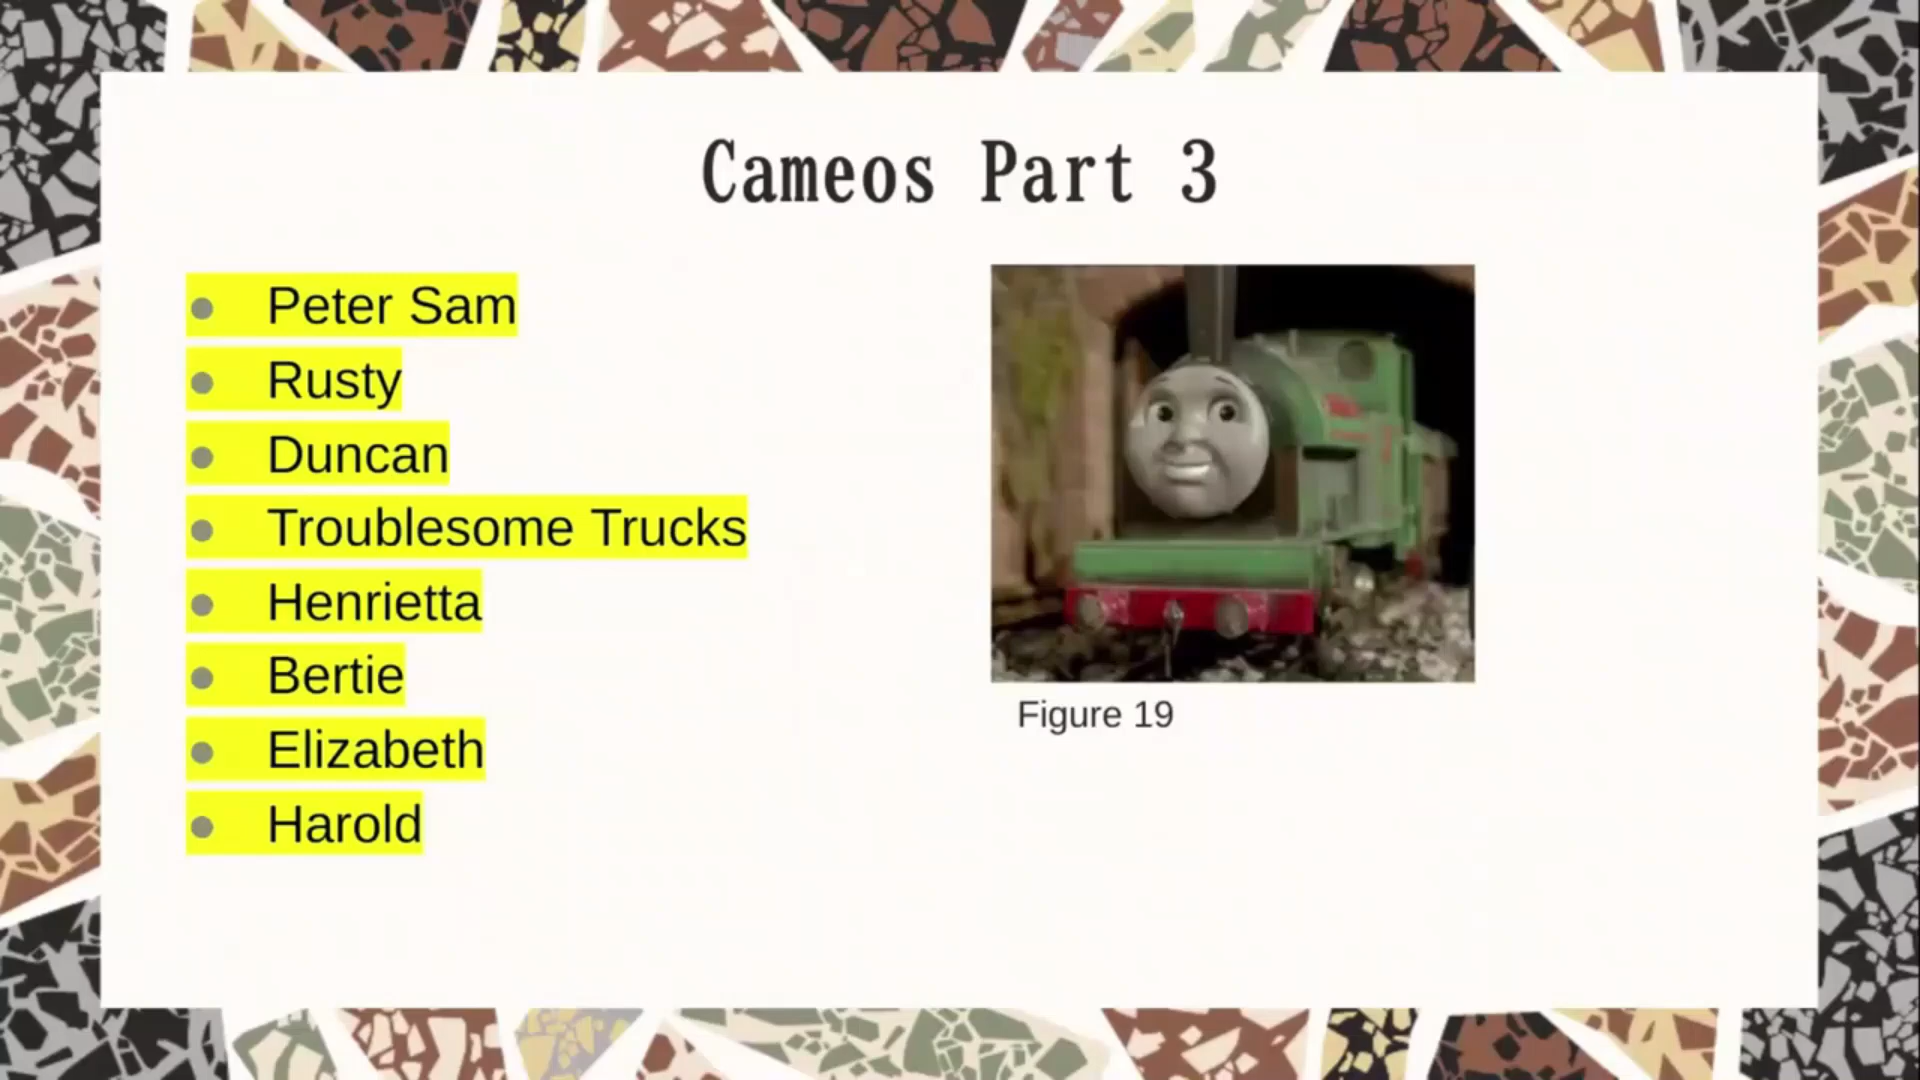 Cameos Part 3
Peter Sam
Rusty
Duncan
Troublesome Trucks
Henrietta
Bertie
Elizabeth
Harold
Figure 19